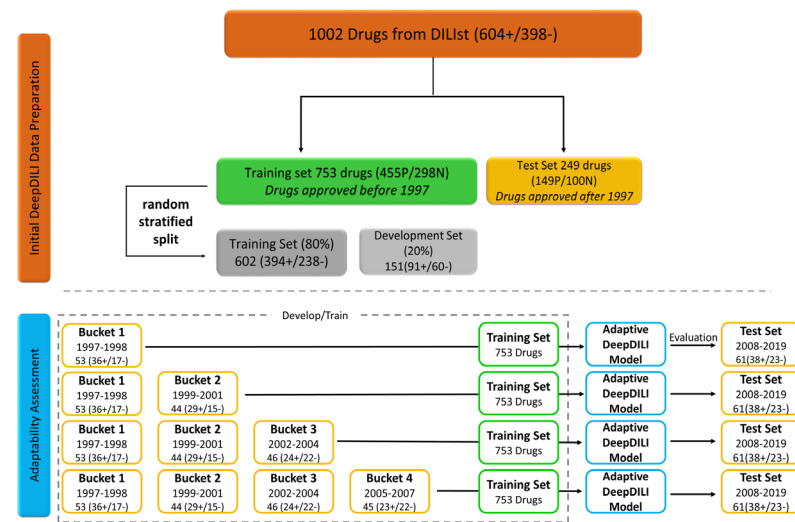 Initial DeepDILI Data Preparation
1002 Drugs from DILIst (604+/398-)
Training set 753 drugs (455P/298N)
Drugs approved before 1997
Test Set 249 drugs
(149P/100N)
Drugs approved after 1997
random
stratified
split
Training Set (80%)
602 (394+/238-)
Development Set
(20%)
151(91+/60-)
Adaptability Assessment
Develop/Train
Bucket 1
1997-1998
53 (36+/17-)
Training Set
753 Drugs
Adaptive
DeepDILI
Model
Evaluation
Test Set
2008-2019
61(38+/23-)
Bucket 1
1997-1998
53 (36+/17-)
Bucket 2
1999-2001
44 (29+/15-)
Training Set
753 Drugs
Adaptive
DeepDILI
Model
Test Set
2008-2019
61(38+/23-)
Bucket 1
1997-1998
53 (36+/17-)
Bucket 2
1999-2001
44 (29+/15-)
Bucket 3
2002-2004
46 (24+/22-)
Training Set
753 Drugs
Adaptive
DeepDILI
Model
Test Set
2008-2019
61(38+/23-)
Bucket 1
1997-1998
53 (36+/17-)
Bucket 2
1999-2001
44 (29+/15-)
Bucket 3
2002-2004
46 (24+/22-)
Bucket 4
2005-2007
45 (23+/22-)
Training Set
753 Drugs
Adaptive
DeepDILI
Model
Test Set
2008-2019
61(38+/23-)